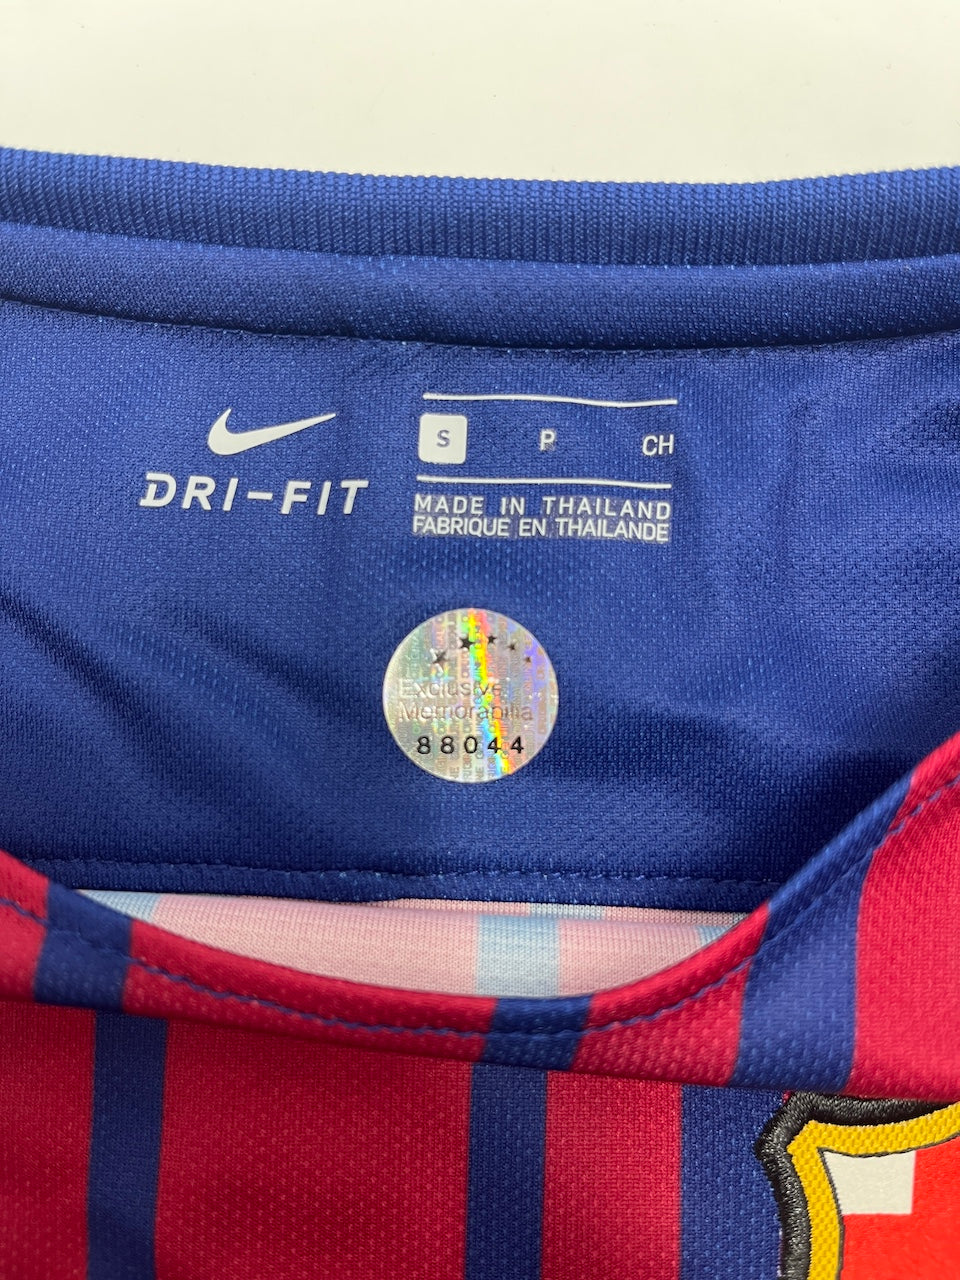 S P CH
DRI-FIT
MADE IN THAILAND
FABRIQUE EN THAILANDE
Exclusive
Memorabilia
88044